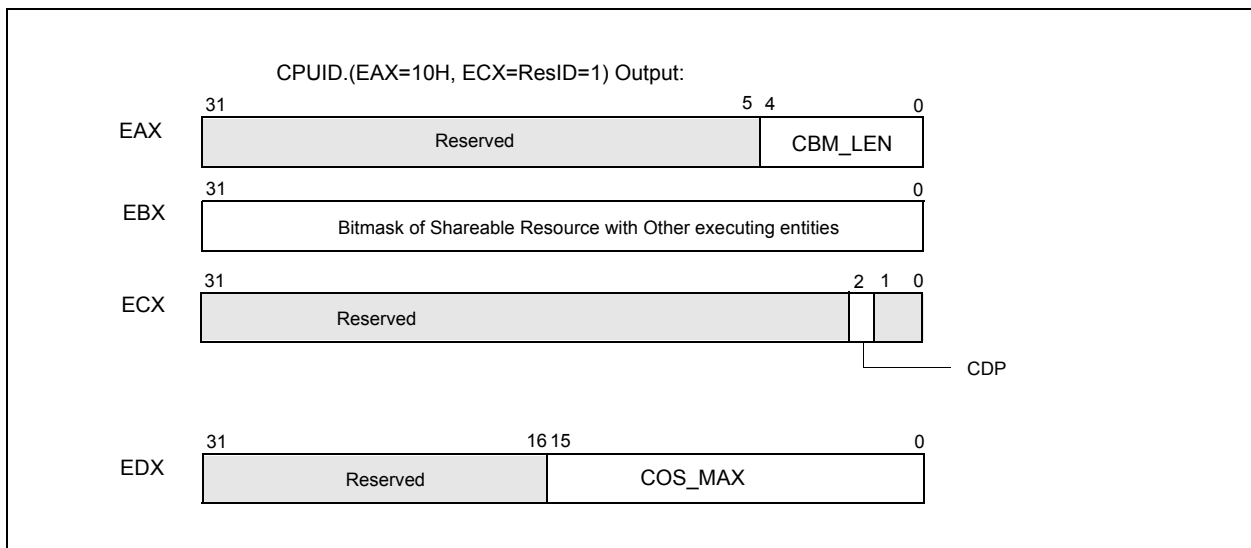 CPUID.(EAX=10H, ECX=ResID=1) Output:
31 5 4 0
EAX Reserved CBM_LEN
31 0
EBX Bitmask of Shareable Resource with Other executing entities
31 2 1 0
ECX Reserved
CDP
31 16 15 0
EDX Reserved COS_MAX